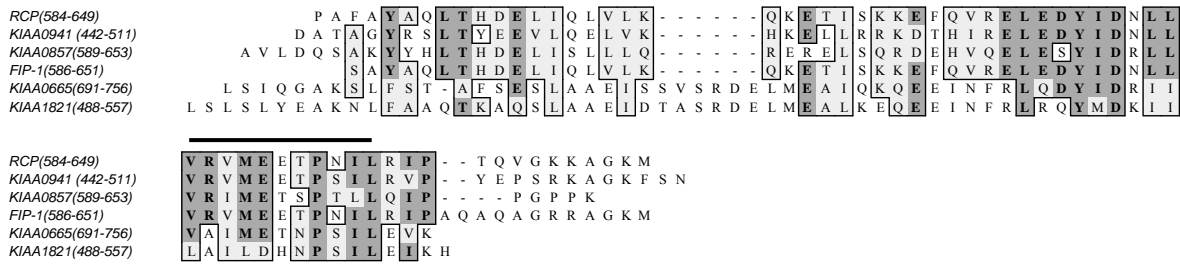 RCP(584-649) P A F A Y A Q L T H D E L I Q L V L K - - - - - - Q K E T I S K K E F Q V R E L E D Y I D N L L
KIAA0941 (442-511) D A T A G Y R S L T Y E E V L Q E L V K - - - - - - H K E L L R R K D T H I R E L E D Y I D N L L
KIAA0857(589-653) A V L D Q S A K Y Y H L T H D E L I S L L L Q - - - - - - R E R E L S Q R D E H V Q E L E S Y I D R L L
FIP-1(586-651) S A Y A Q L T H D E L I Q L V L K - - - - - - Q K E T I S K K E F Q V R E L E D Y I D N L L
KIAA0665(691-756) L S I Q G A K S L F S T - A F S E S L A A E I S S V S R D E L M E A I Q K Q E E I N F R L Q D Y I D R I I
KIAA1821(488-557) L S L S L Y E A K N L F A A Q T K A Q S L A A E I D T A S R D E L M E A L K E Q E E I N F R L R Q Y M D K I I
RCP(584-649) V R V M E E T P N I L R I P - - T Q V G K K A G K M
KIAA0941 (442-511) V R V M E E T P S I L R V P - - Y E P S R K A G K F S N
KIAA0857(589-653) V R I M E T S P T L L Q I P - - - - P G P P K
FIP-1(586-651) V R V M E E T P N I L R I P A Q A Q A G R R A G K M
KIAA0665(691-756) V A I M E T N P S I L E V K
KIAA1821(488-557) L A I L D H N P S I L E I K H